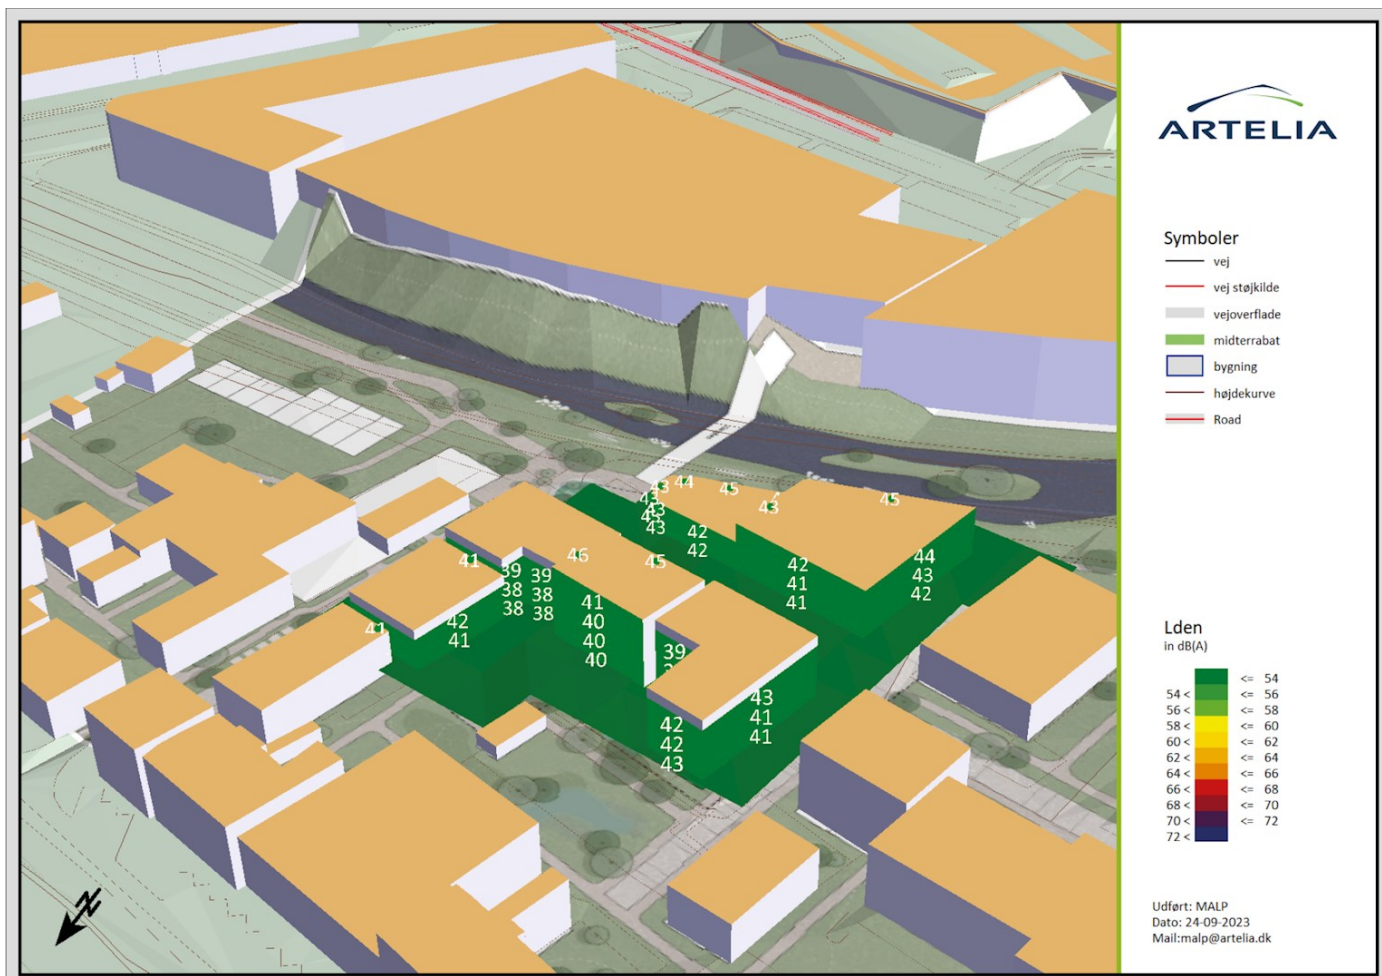 ARTELIA
Symboler
vej
vej støjkilde
vejoverflade
midterrabat
bygning
højdekurve
Road
Lden
in dB(A)
<= 54
54 < <= 56
56 < <= 58
58 < <= 60
60 < <= 62
62 < <= 64
64 < <= 66
66 < <= 68
68 < <= 70
70 < <= 72
72 <
Udført: MALP
Dato: 24-09-2023
Mail:malp@artelia.dk
43 44 45 43 45
43
43
43
42
42
42
41
41
44
43
42
41
46
45
39
38
38
39
38
38
41
40
40
40
41
42
41
39
43
41
41
42
42
43
N